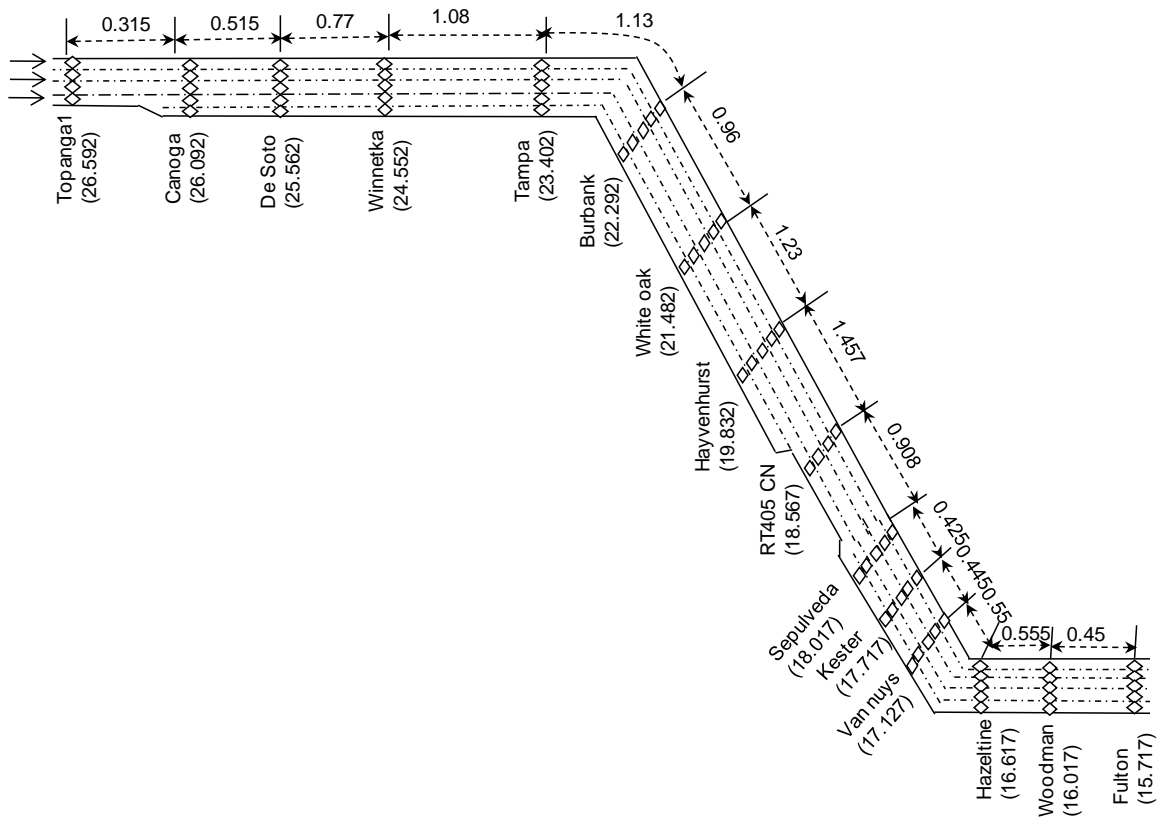 0.315
0.515
0.77
1.08
1.13
0.96
1.23
1.457
0.908
0.425
0.445
0.55
0.555
0.45
Topanga1
(26.592)
Canoga
(26.092)
De Soto
(25.562)
Winnetka
(24.552)
Tampa
(23.402)
Burbank
(22.292)
White oak
(21.482)
Hayvenhurst
(19.832)
RT405 CN
(18.567)
Sepulveda
(18.017)
Kester
(17.717)
Van nuys
(17.127)
Hazeltine
(16.617)
Woodman
(16.017)
Fulton
(15.717)